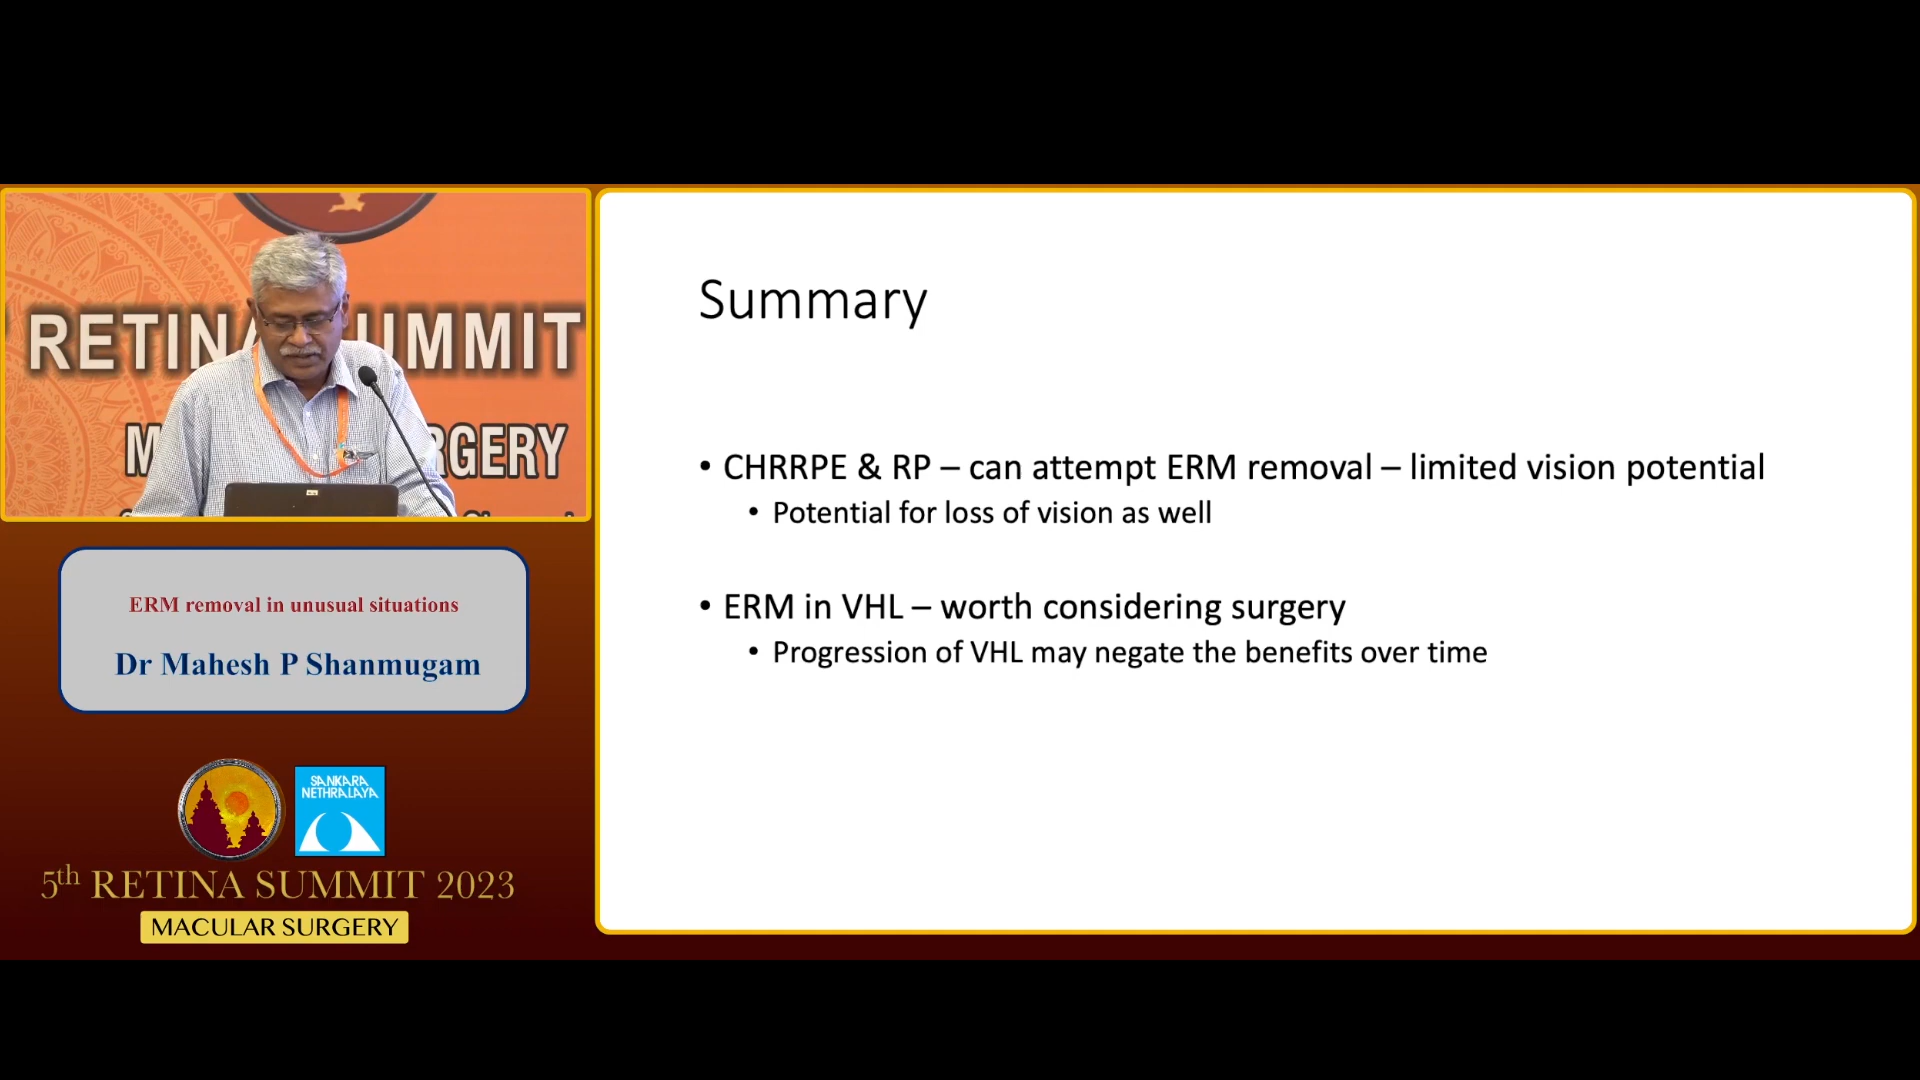 RETINA SUMMIT
RGERY
ERM removal in unusual situations
Dr Mahesh P Shanmugam
SANKARA
NETHRALAYA
5th RETINA SUMMIT 2023
MACULAR SURGERY
Summary
• CHRRPE & RP – can attempt ERM removal – limited vision potential
• Potential for loss of vision as well
• ERM in VHL – worth considering surgery
• Progression of VHL may negate the benefits over time